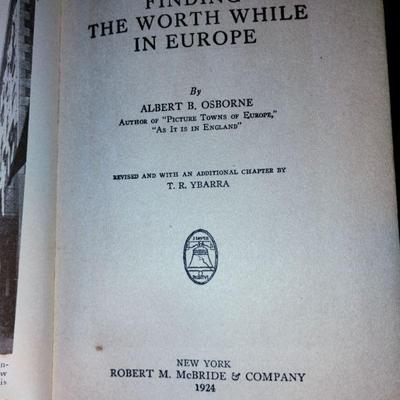 FINDING
THE WORTH WHILE
IN EUROPE
By
ALBERT B. OSBORNE
AUTHOR OF "PICTURE TOWNS OF EUROPE,"
"AS IT IS IN ENGLAND"
REVISED AND WITH AN ADDITIONAL CHAPTER BY
T. R. YBARRA
NEW YORK
ROBERT M. McBRIDE & COMPANY
1924